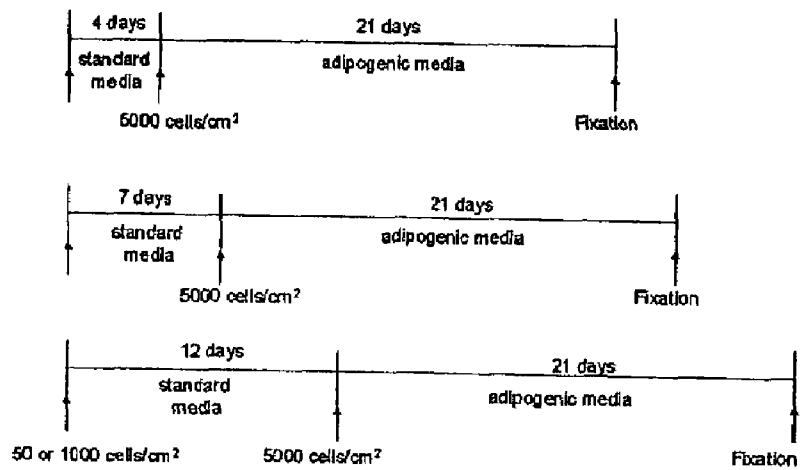 4 days 21 days
standard media adipogenic media
5000 cells/cm² Fixation
7 days 21 days
standard media adipogenic media
5000 cells/cm² Fixation
12 days 21 days
standard media adipogenic media
50 or 1000 cells/cm² 5000 cells/cm² Fixation